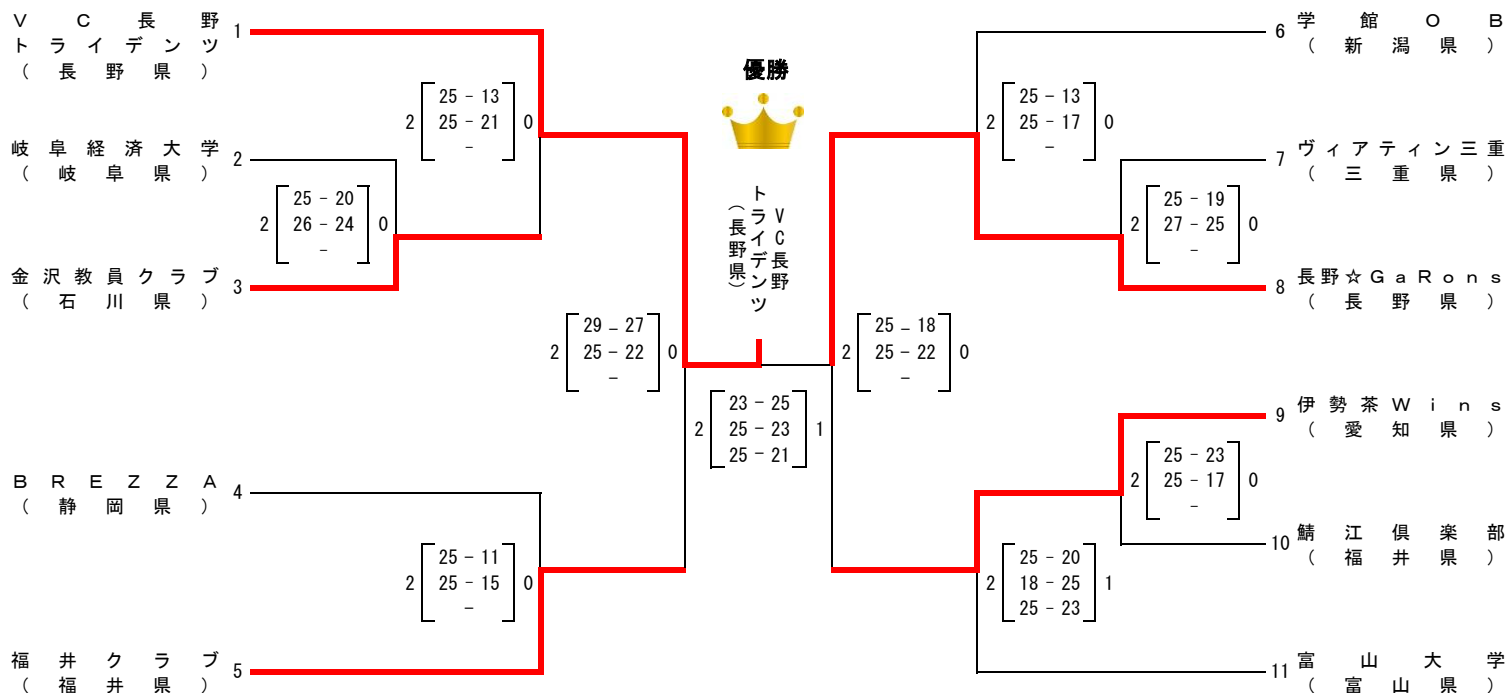 VC長野
トライデンツ
(長野県)
1
岐阜経済大学
(岐阜県)
2
金沢教員クラブ
(石川県)
3
BREZZA
(静岡県)
4
福井クラブ
(福井県)
5
2 25 - 13 0
25 - 21
-
2 25 - 20 0
26 - 24
-
2 29 - 27 0
25 - 22
-
2 25 - 11 0
25 - 15
-
優勝
VC長野
トライデンツ
(長野県)
2 23 - 25 1
25 - 23
25 - 21
2 25 - 18 0
25 - 22
-
2 25 - 13 0
25 - 17
-
2 25 - 19 0
27 - 25
-
2 25 - 23 0
25 - 17
-
2 25 - 20 1
18 - 25
25 - 23
6 学館OB
(新潟県)
7 ヴィアティン三重
(三重県)
8 長野☆GaRons
(長野県)
9 伊勢茶Wins
(愛知県)
10 鯖江倶楽部
(福井県)
11 富山大学
(富山県)